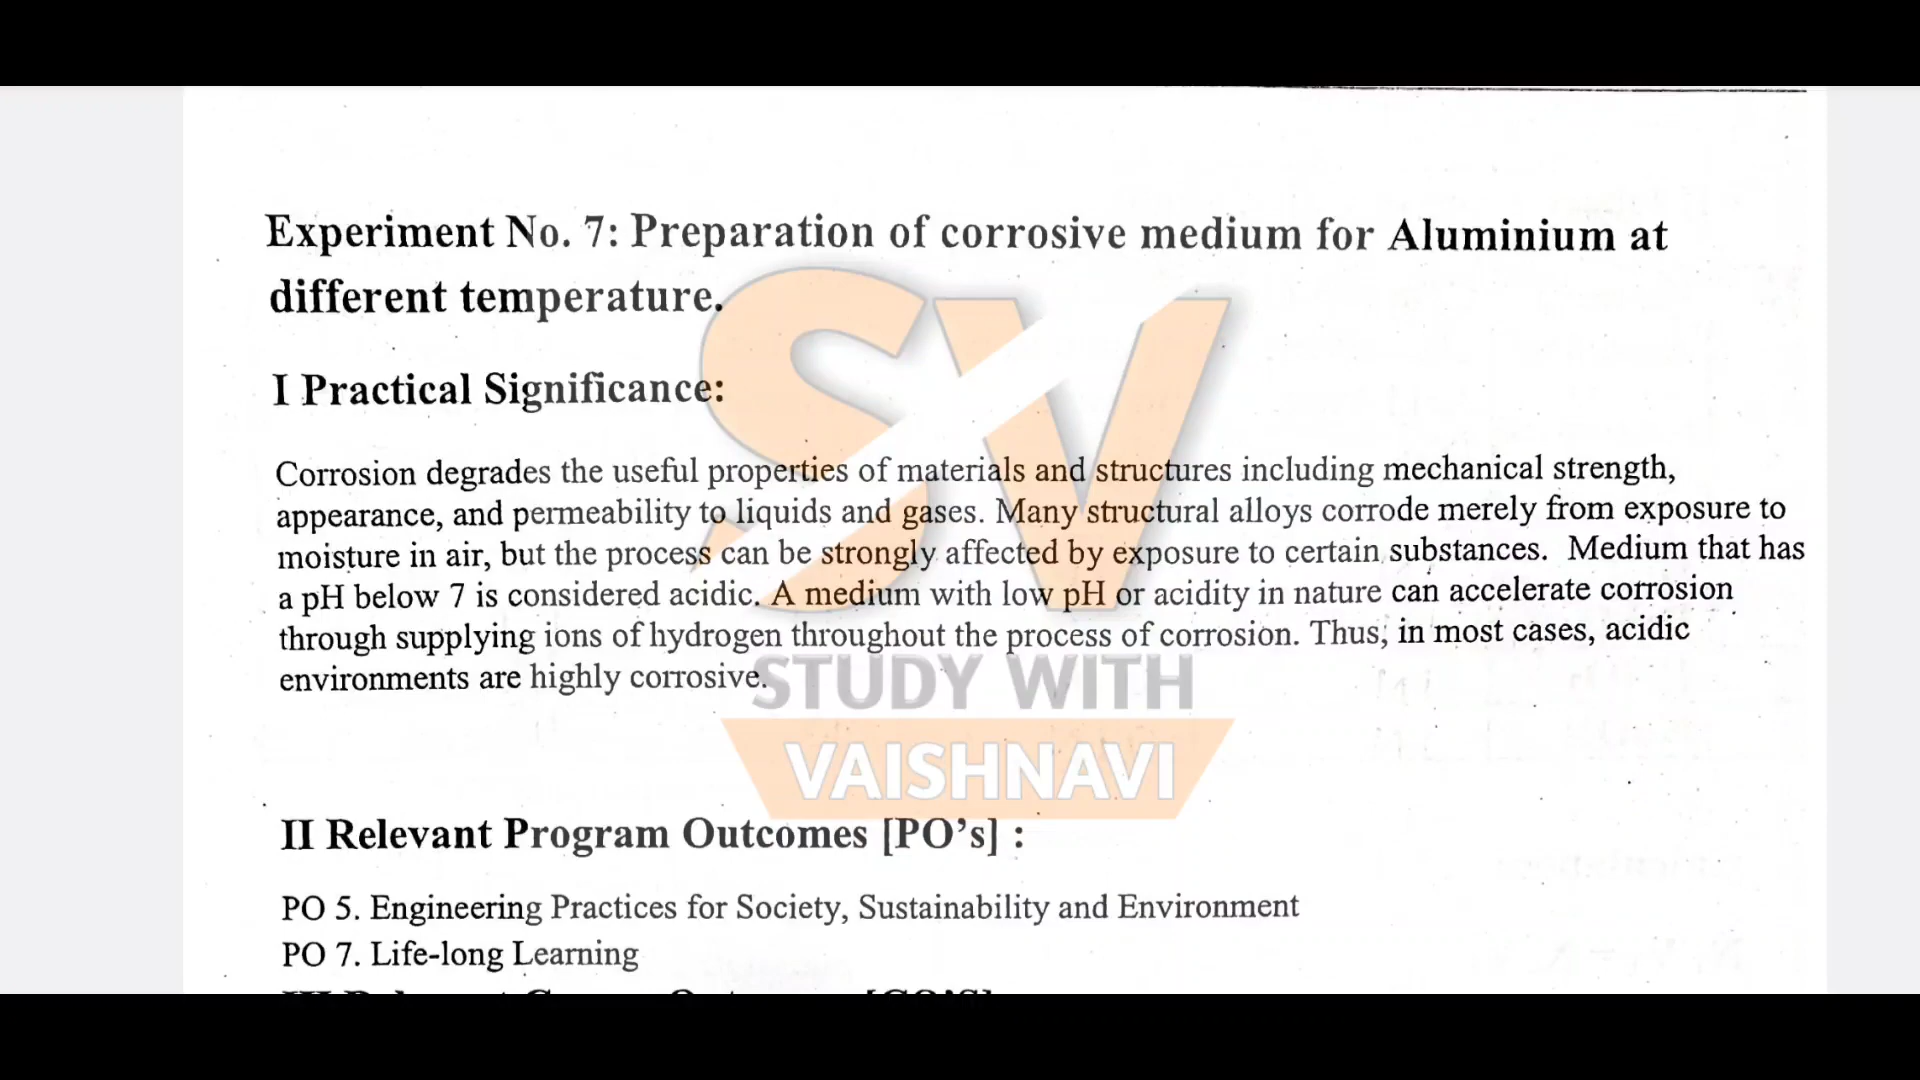 Experiment No. 7: Preparation of corrosive medium for Aluminium at
different temperature.
I Practical Significance:
Corrosion degrades the useful properties of materials and structures including mechanical strength,
appearance, and permeability to liquids and gases. Many structural alloys corrode merely from exposure to
moisture in air, but the process can be strongly affected by exposure to certain substances. Medium that has
a pH below 7 is considered acidic. A medium with low pH or acidity in nature can accelerate corrosion
through supplying ions of hydrogen throughout the process of corrosion. Thus, in most cases, acidic
environments are highly corrosive.
SV
STUDY WITH
VAISHNAVI
II Relevant Program Outcomes [PO's] :
PO 5. Engineering Practices for Society, Sustainability and Environment
PO 7. Life-long Learning